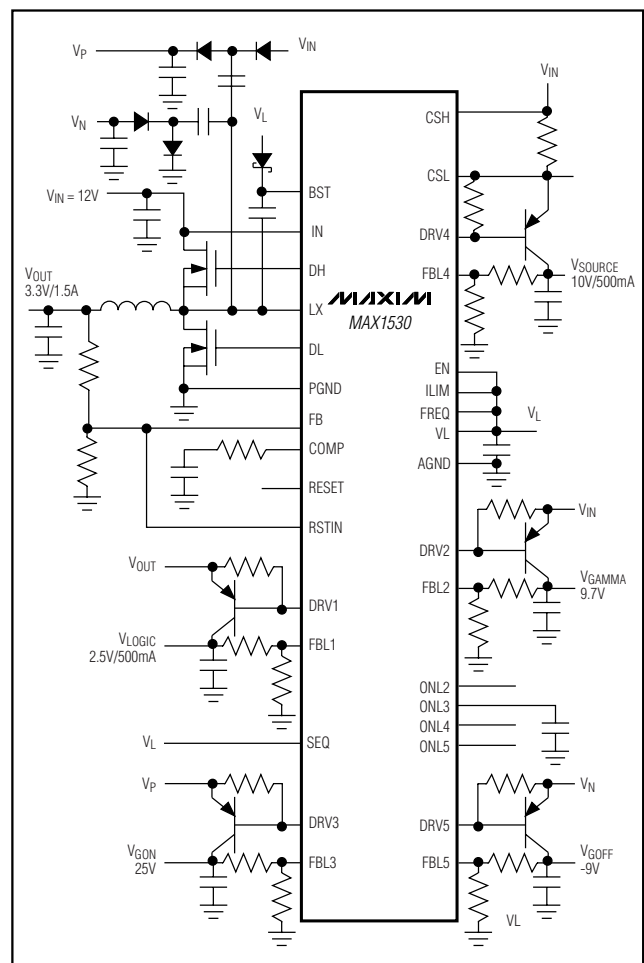 VP
VIN
VN
VL
VIN = 12V
VOUT
3.3V/1.5A
VOUT
VLOGIC
2.5V/500mA
VL
VP
VGON
25V
BST
IN
DH
LX
DL
PGND
FB
COMP
RESET
RSTIN
DRV1
FBL1
SEQ
DRV3
FBL3
MAXIM
MAX1530
CSH
CSL
DRV4
FBL4
EN
ILIM
FREQ
VL
AGND
DRV2
FBL2
ONL2
ONL3
ONL4
ONL5
DRV5
FBL5
VIN
VSOURCE
10V/500mA
VL
VIN
VGAMMA
9.7V
VN
VGOFF
-9V
VL